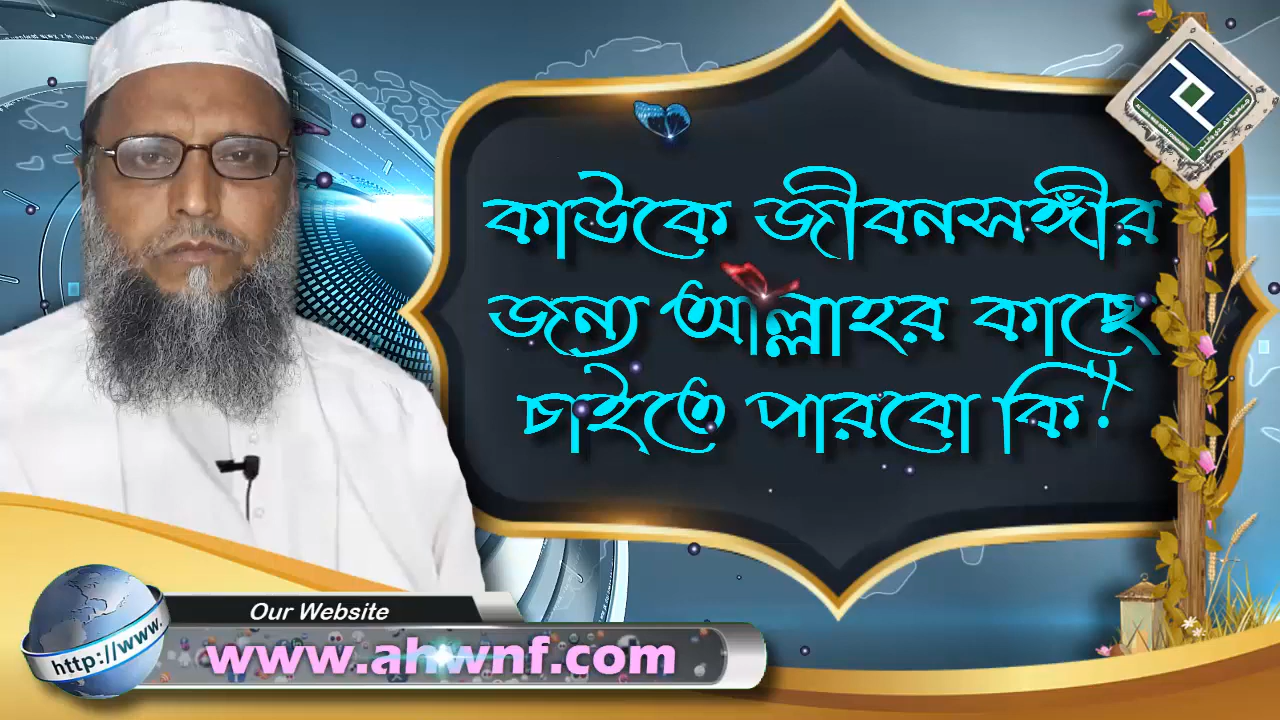 কাউকে জীবনসঙ্গীর
জন্য আল্লাহর কাছে
চাইতে পারবো কি?
Our Website
http://www.
www.ahwnf.com